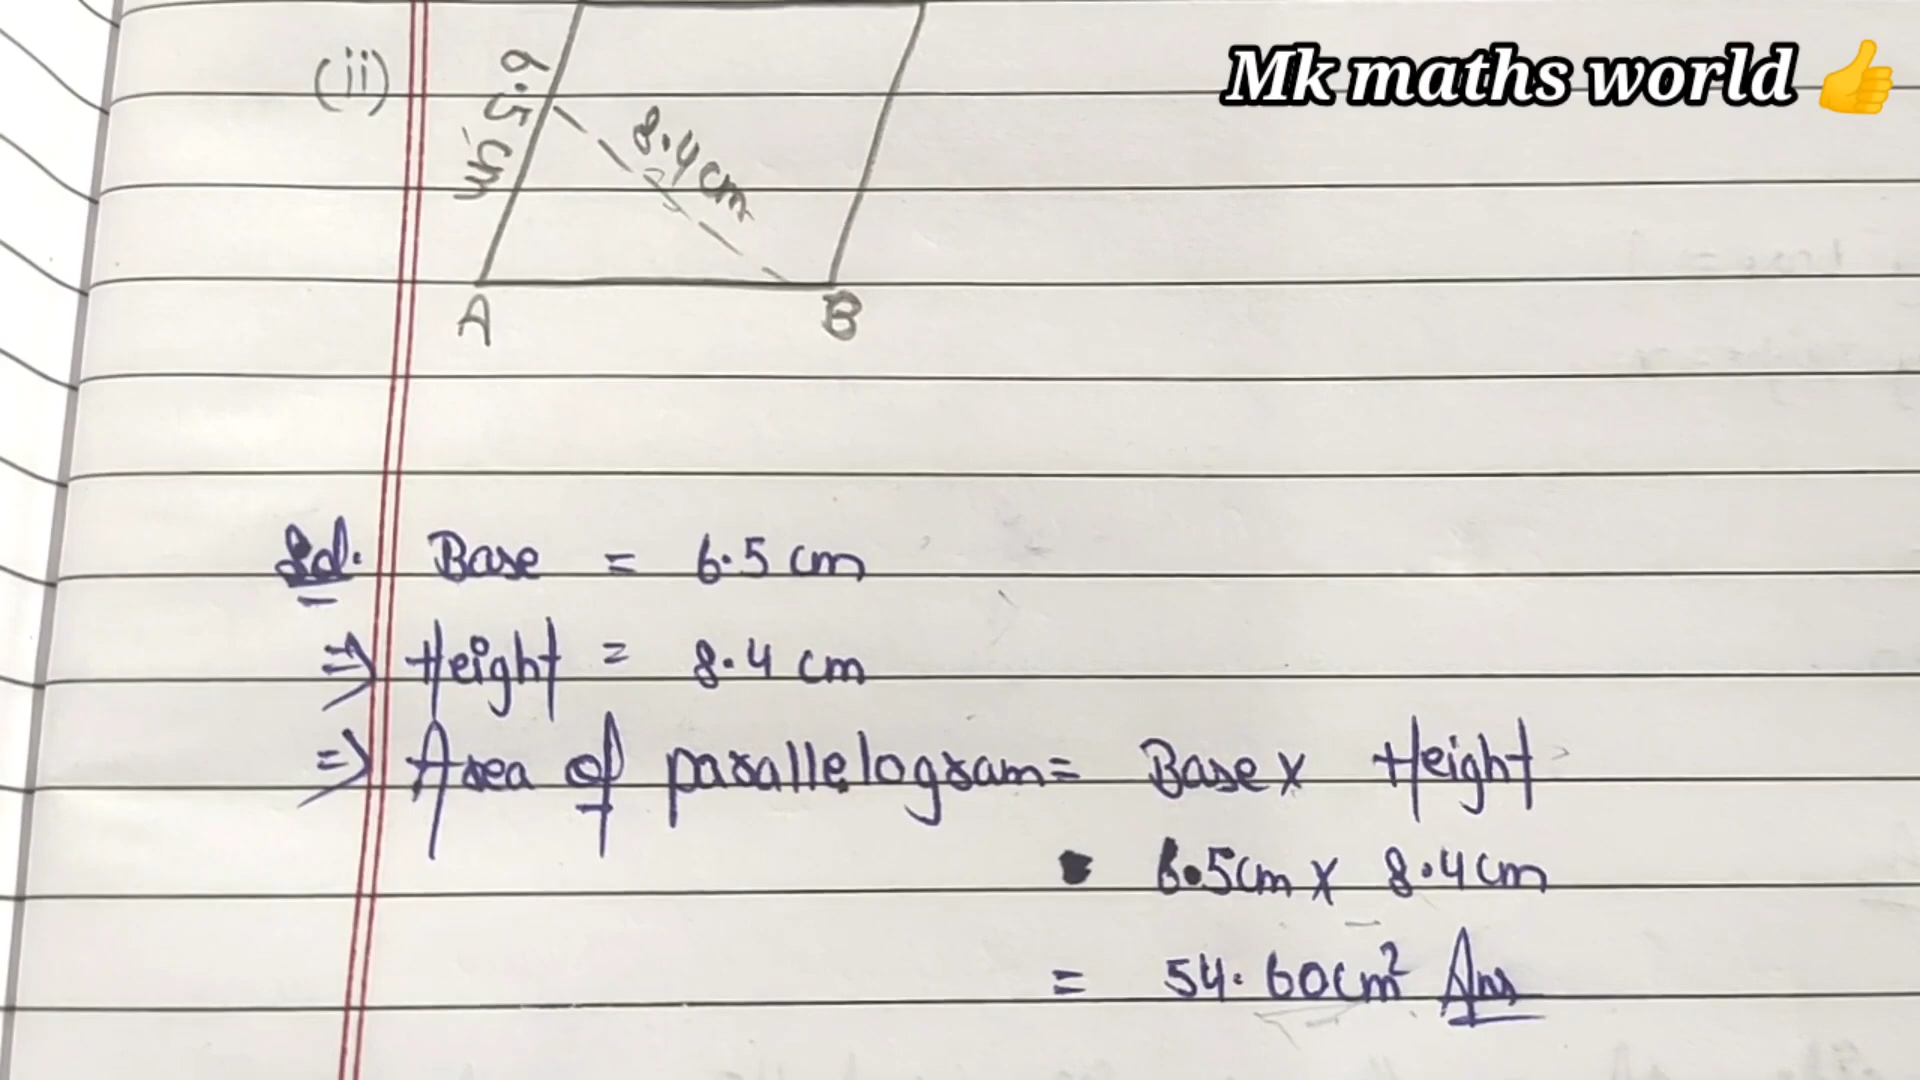 Mk maths world 👍
(ii)
6.5 cm
8.4 cm
A
B
Sol. Base = 6.5 cm
⇒ Height = 8.4 cm
⇒ Area of parallelogram = Base x Height
6.5cm x 8.4cm
= 54.60cm² Ans